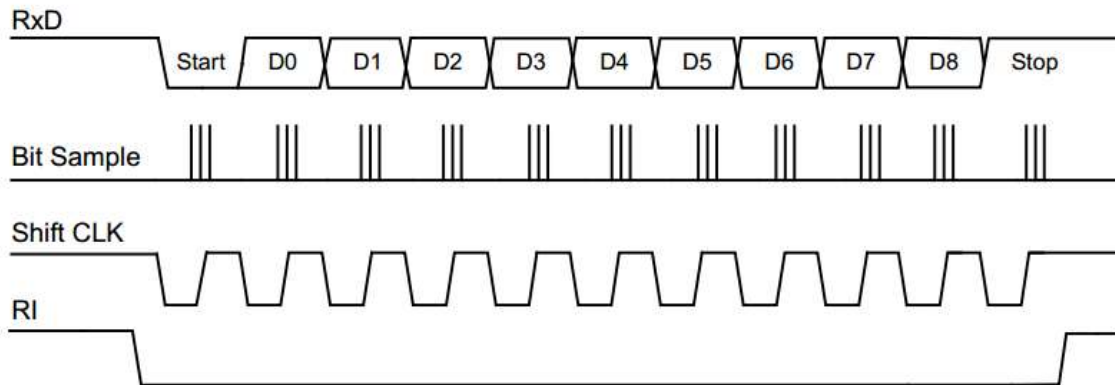 RxD
Start D0 D1 D2 D3 D4 D5 D6 D7 D8 Stop
Bit Sample
Shift CLK
RI